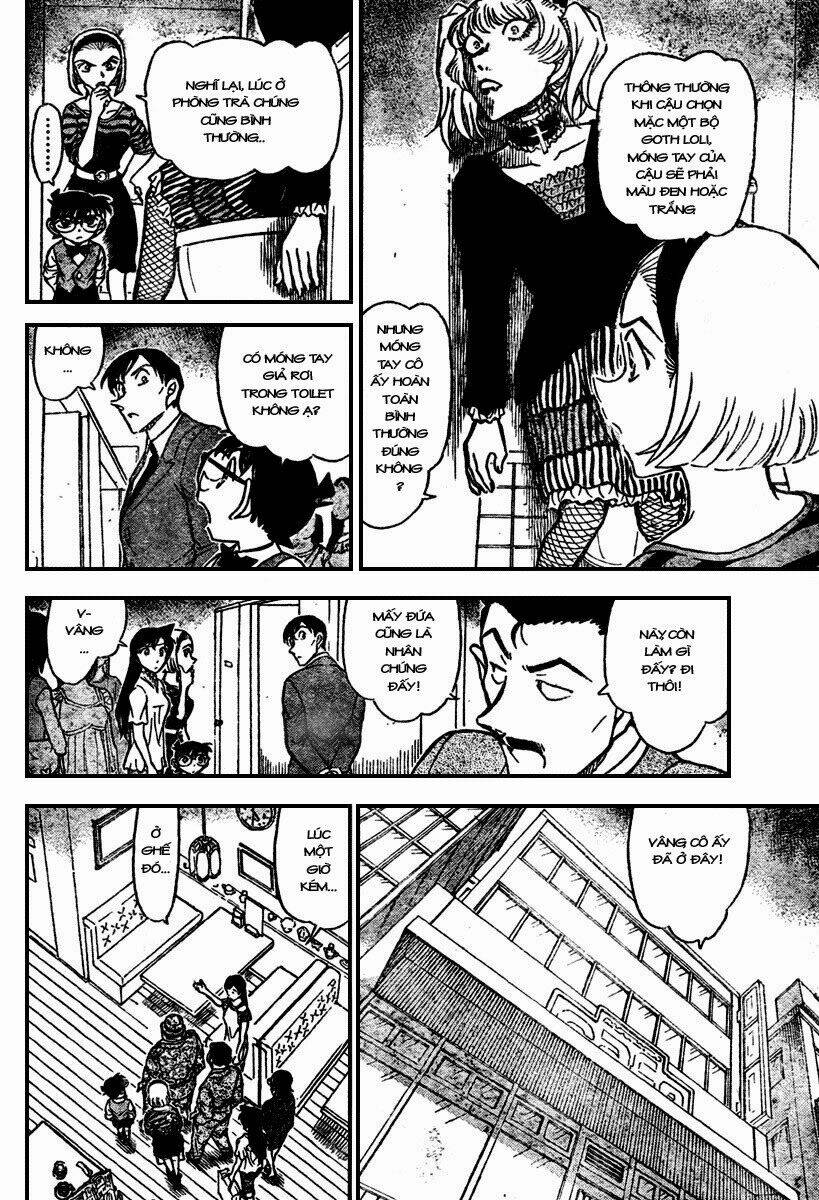 THÔNG THƯỜNG
KHI CẬU CHỌN
MẶC MỘT BỘ
GOTH LOLI,
MÓNG TAY CỦA
CẬU SẼ PHẢI
MÀU ĐEN HOẶC
TRẮNG
NHƯNG
MÓNG
TAY CÔ
ẤY HOÀN
TOÀN
BÌNH
THƯỜNG
ĐÚNG
KHÔNG
?
NGHĨ LẠI, LÚC Ở
PHÒNG TRÀ CHÚNG
CŨNG BÌNH
THƯỜNG..
.........
CÓ MÓNG TAY
GIẢ RƠI
TRONG TOILET
KHÔNG Ạ?
KHÔNG
...
NÀY, CÒN
LÀM GÌ
ĐẤY? ĐI
THÔI!
MẤY ĐỨA
CŨNG LÀ
NHÂN
CHỨNG
ĐẤY!
V-
VÂNG
...
VÂNG CÔ ẤY
ĐÃ Ở ĐÂY!
LÚC
MỘT
GIỜ
KÉM...
Ở
GHẾ
ĐÓ...